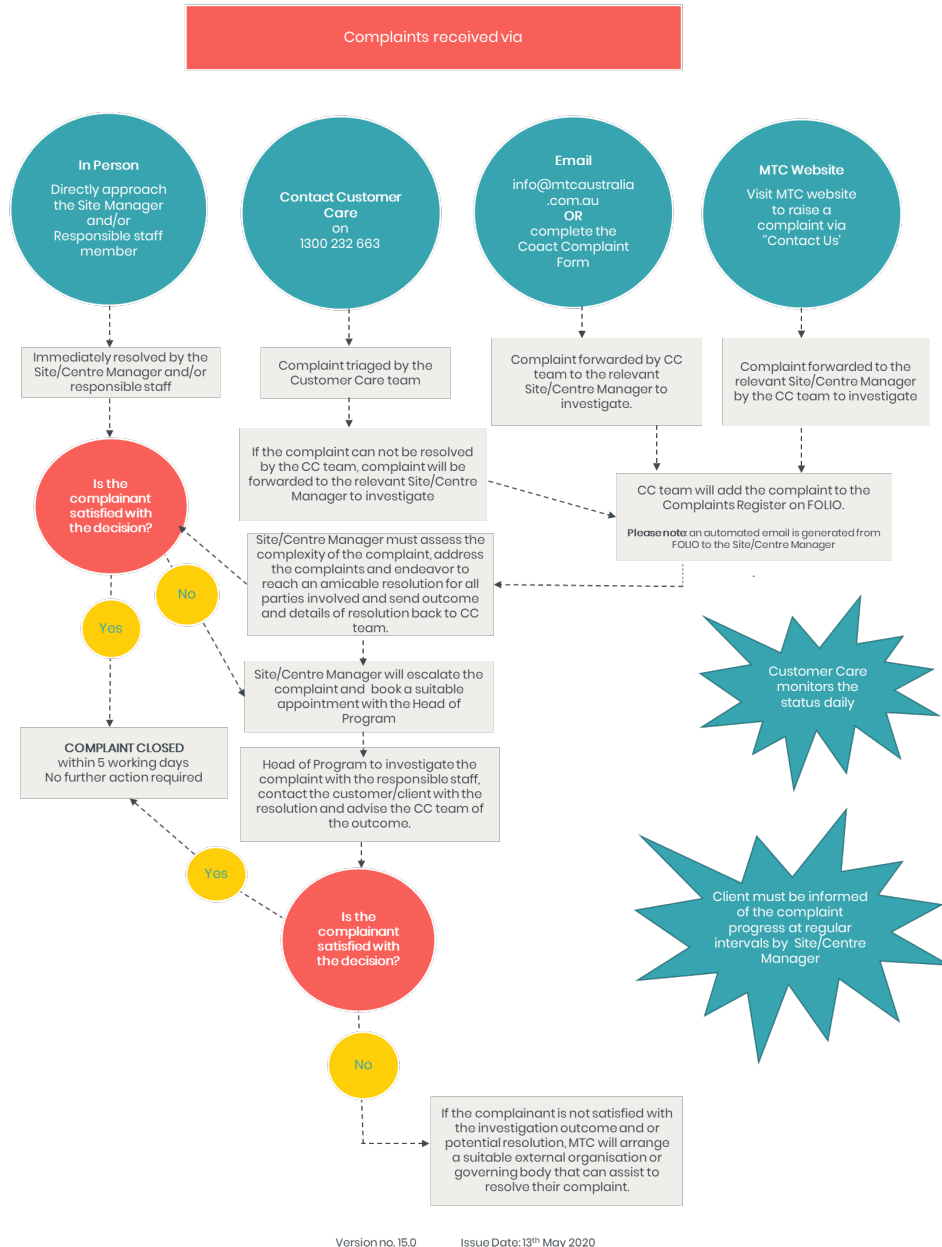 Complaints received via
In Person
Directly approach
the Site Manager
and/or
Responsible staff
member
Contact Customer
Care
on
1300 232 663
Email
info@mtcaustralia
.com.au
OR
complete the
Coact Complaint
Form
MTC Website
Visit MTC website
to raise a
complaint via
"Contact Us'
Immediately resolved by the
Site/Centre Manager and/or
responsible staff
Complaint triaged by the
Customer Care team
Complaint forwarded by CC
team to the relevant
Site/Centre Manager to
investigate.
Complaint forwarded to the
relevant Site/Centre Manager
by the CC team to investigate
Is the
complainant
satisfied with
the decision?
If the complaint can not be resolved
by the CC team, complaint will be
forwarded to the relevant Site/Centre
Manager to investigate
CC team will add the complaint to the
Complaints Register on FOLIO.
Please note: an automated email is generated from
FOLIO to the Site/Centre Manager
Site/Centre Manager must assess the
complexity of the complaint, address
the complaints and endeavor to
reach an amicable resolution for all
parties involved and send outcome
and details of resolution back to CC
team.
No
Yes
Site/Centre Manager will escalate the
complaint and book a suitable
appointment with the Head of
Program
Customer Care
monitors the
status daily
COMPLAINT CLOSED
within 5 working days
No further action required
Head of Program to investigate the
complaint with the responsible staff,
contact the customer/client with the
resolution and advise the CC team of
the outcome.
Yes
Is the
complainant
satisfied with
the decision?
Client must be informed
of the complaint
progress at regular
intervals by Site/Centre
Manager
No
If the complainant is not satisfied with
the investigation outcome and or
potential resolution, MTC will arrange
a suitable external organisation or
governing body that can assist to
resolve their complaint.
Version no. 15.0 Issue Date: 13th May 2020